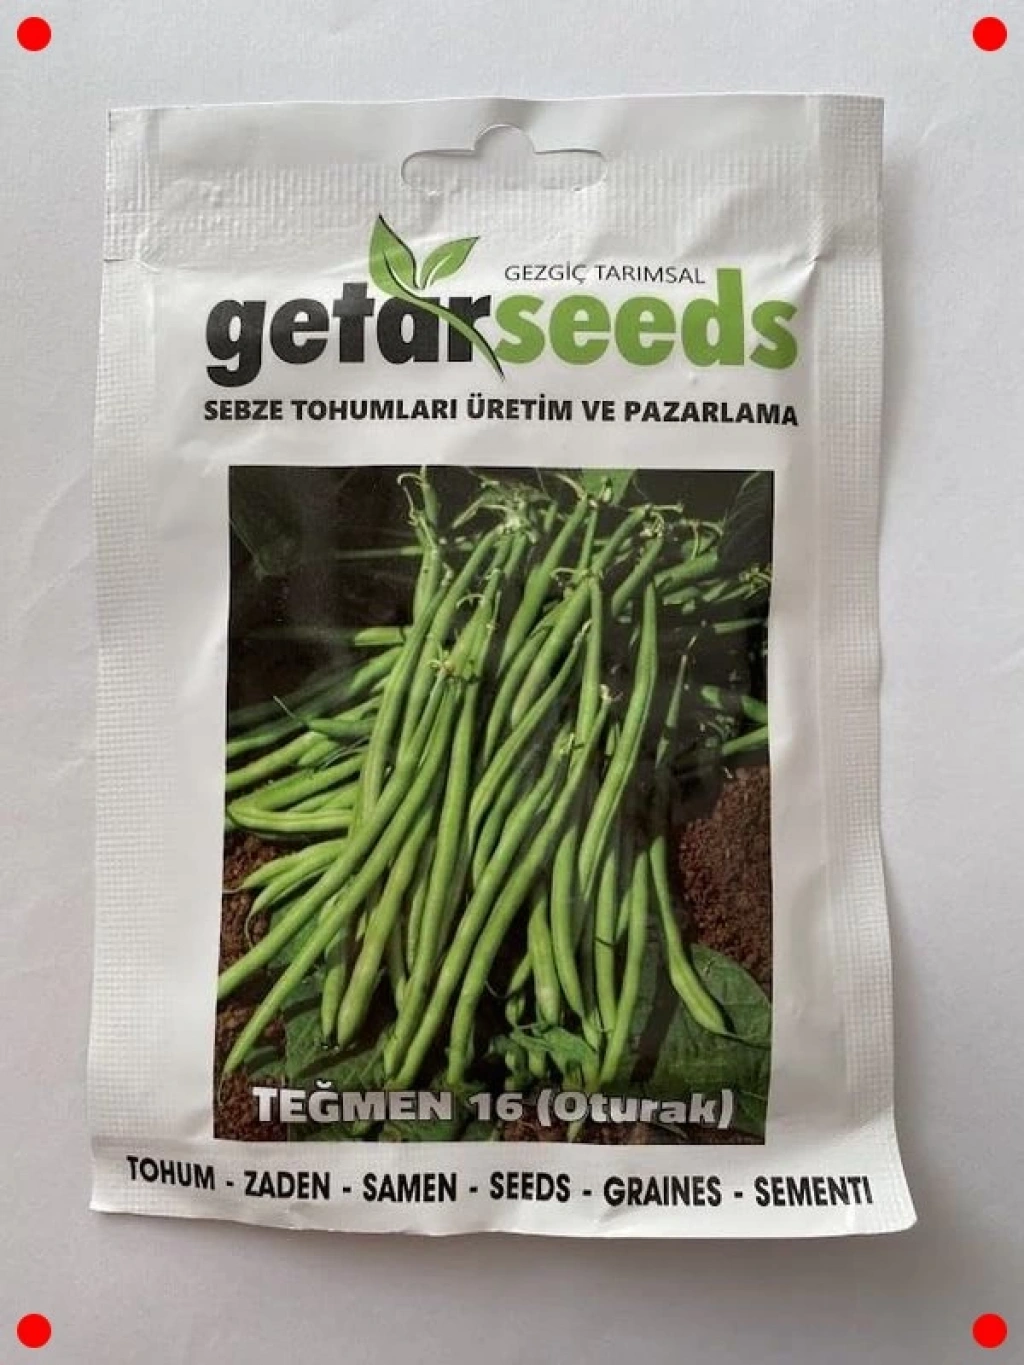 GEZGİÇ TARIMSAL
getarseeds
SEBZE TOHUMLARI ÜRETİM VE PAZARLAMA
TEĞMEN 16 (Oturak)
TOHUM - ZADEN - SAMEN - SEEDS - GRAINES - SEMENTI